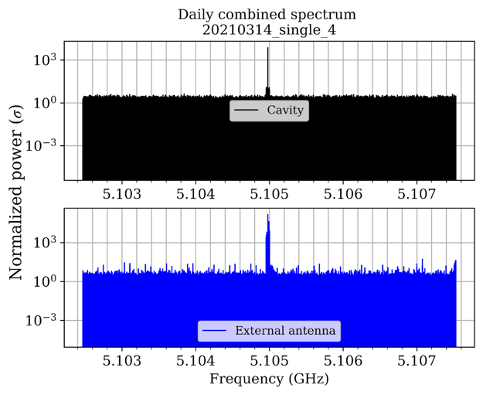 Daily combined spectrum
20210314_single_4
Normalized power (σ)
10³
10⁰
10⁻³
Cavity
5.103 5.104 5.105 5.106 5.107
10³
10⁰
10⁻³
External antenna
5.103 5.104 5.105 5.106 5.107
Frequency (GHz)